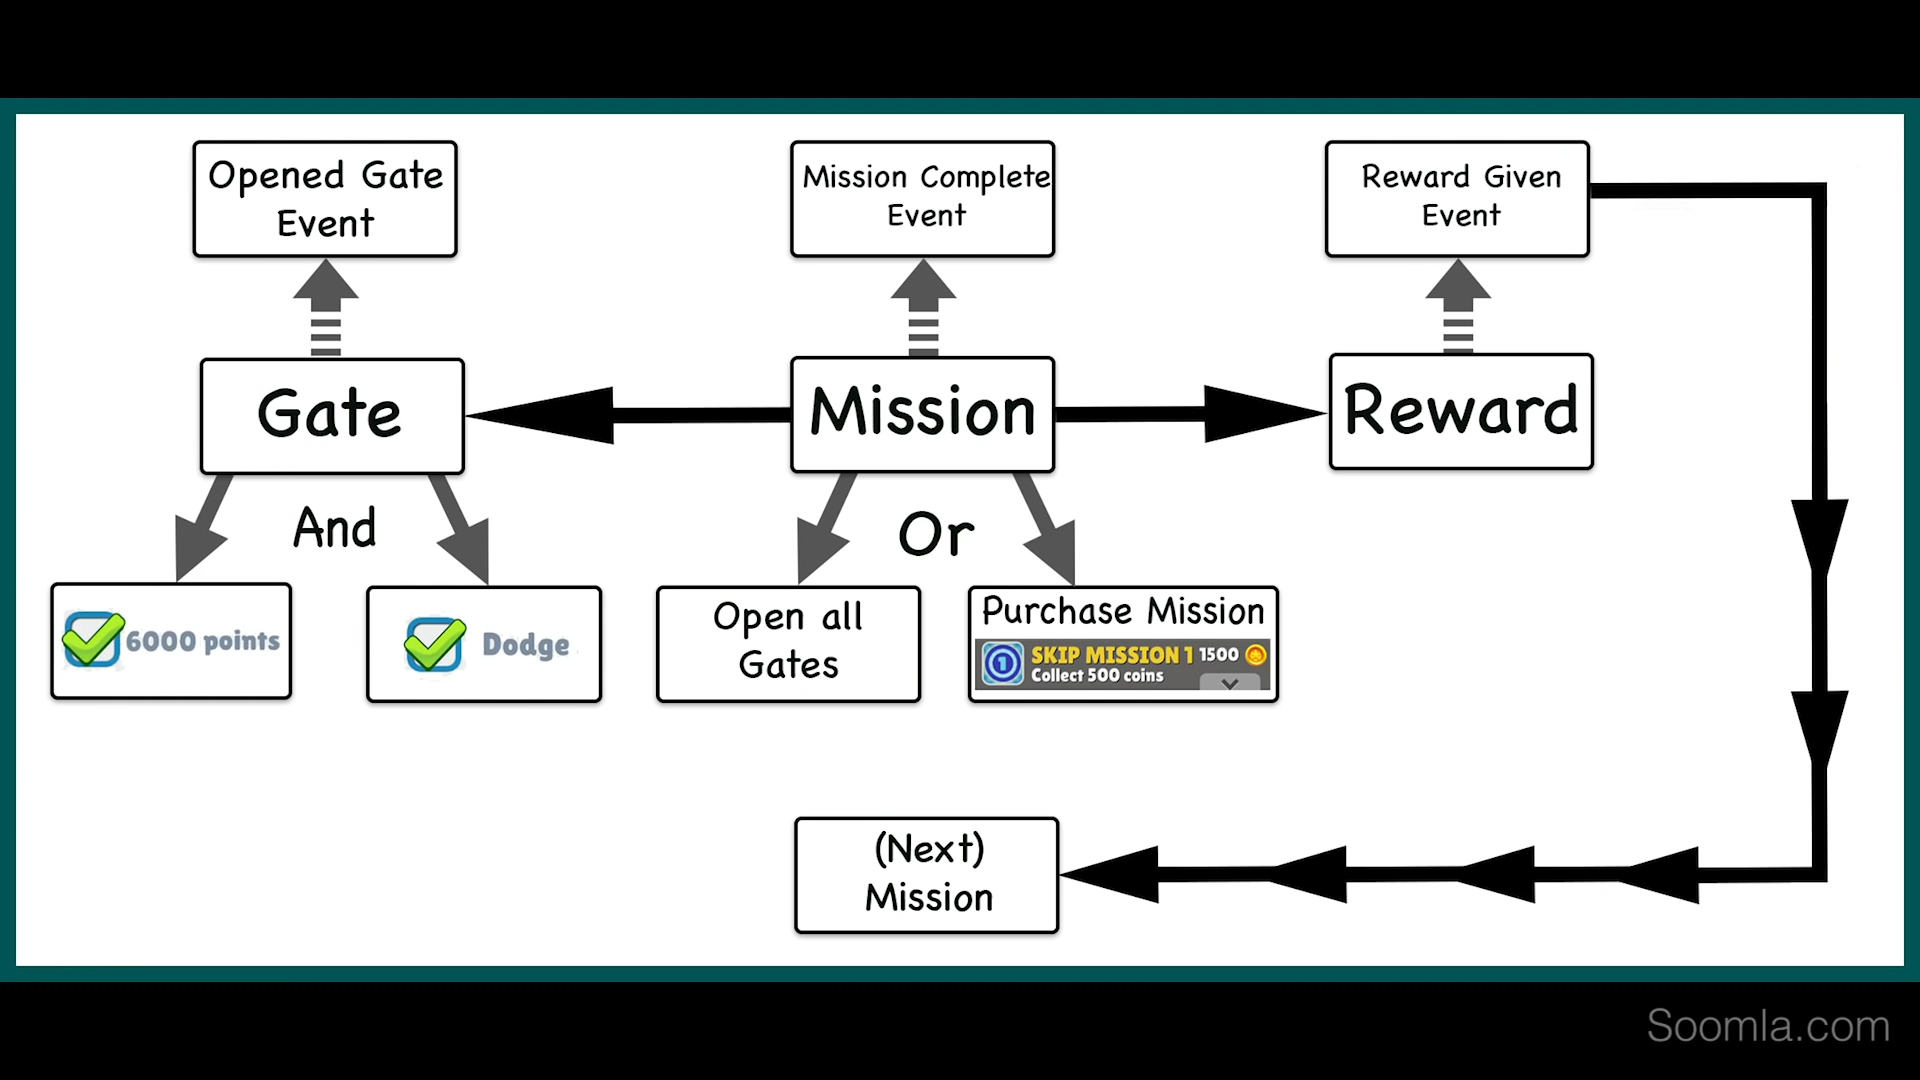 Opened Gate
Event
Mission Complete
Event
Reward Given
Event
Gate
Mission
Reward
And
Or
6000 points
Dodge
Open all
Gates
Purchase Mission
1
SKIP MISSION 1 1500
Collect 500 coins
(Next)
Mission
Soomla.com